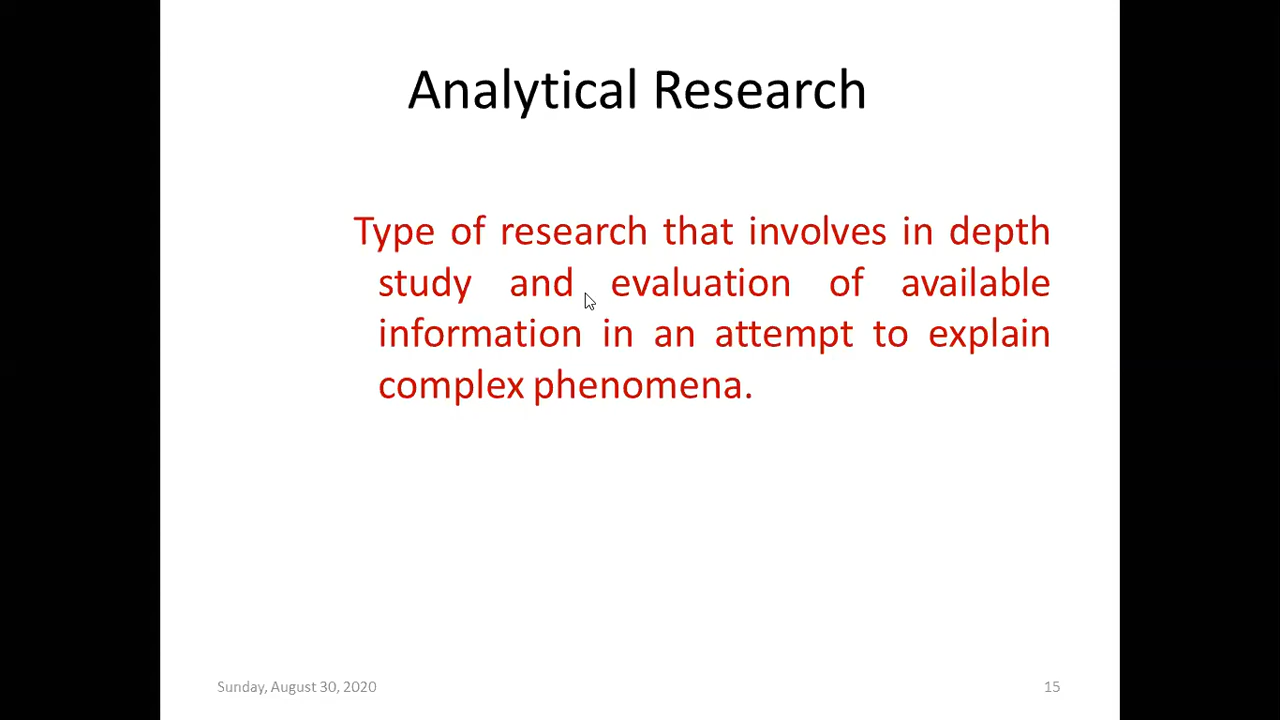 Analytical Research
Type of research that involves in depth
study and evaluation of available
information in an attempt to explain
complex phenomena.
Sunday, August 30, 2020
15